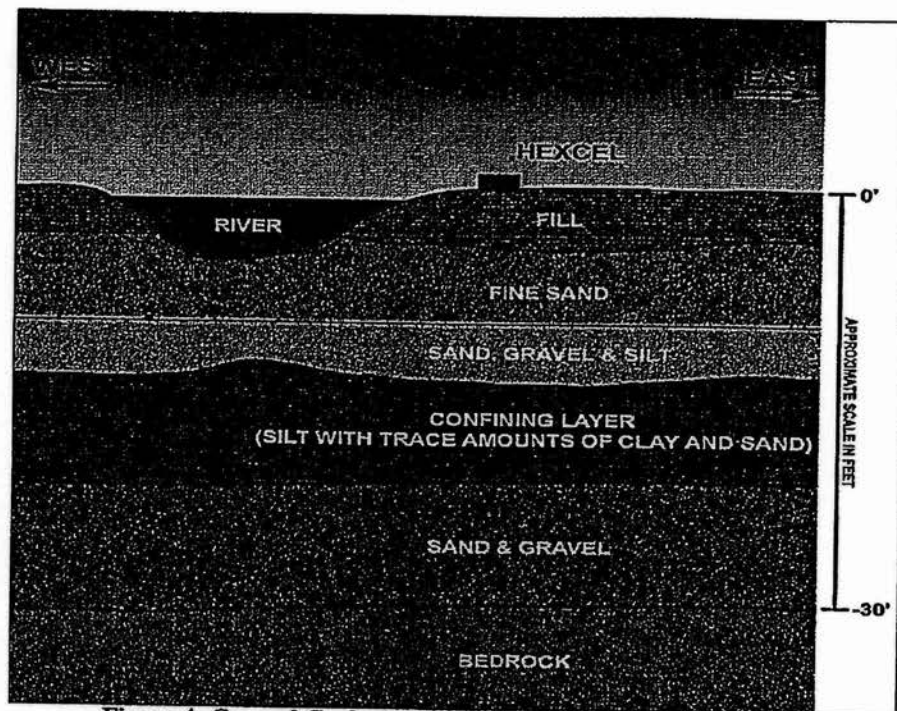 WEST
EAST
HEXCEL
0'
RIVER
FILL
FINE SAND
SAND, GRAVEL & SILT
APPROXIMATE SCALE IN FEET
CONFINING LAYER
(SILT WITH TRACE AMOUNTS OF CLAY AND SAND)
SAND & GRAVEL
-30'
BEDROCK